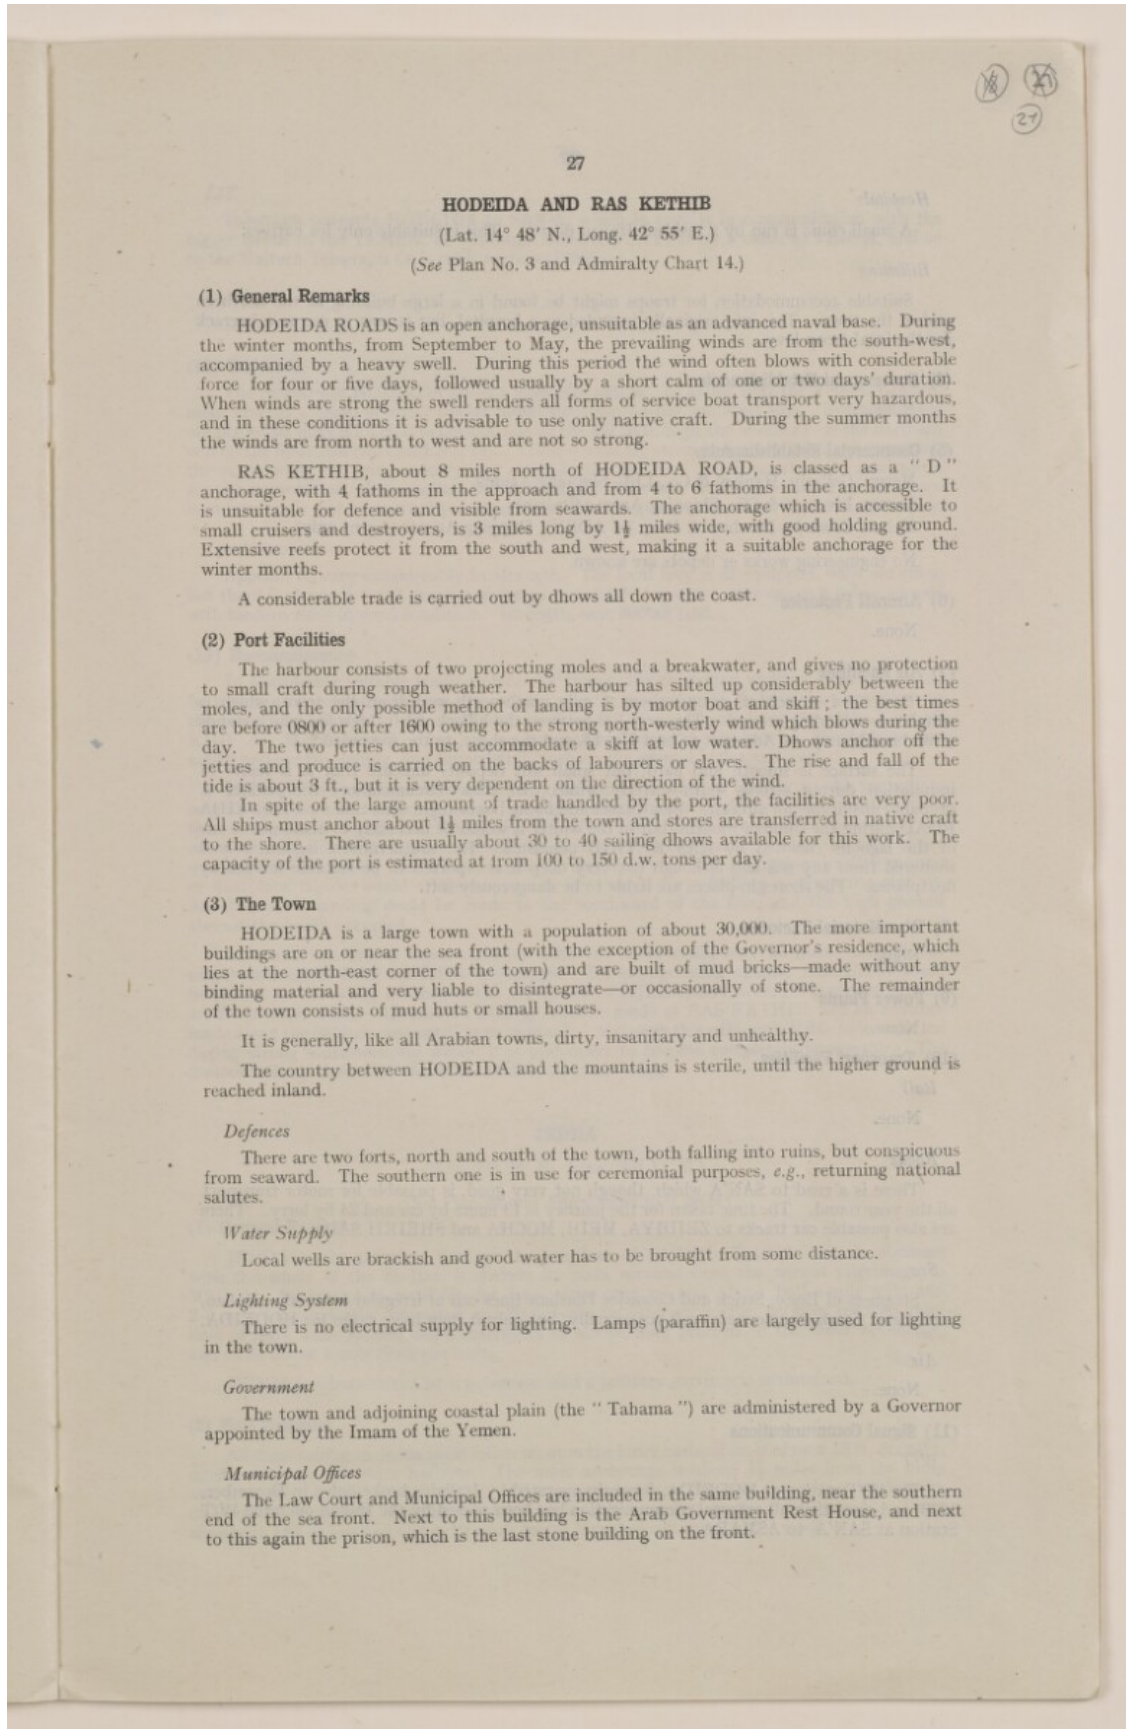 21
27
HODEIDA AND RAS KETHIB
(Lat. 14° 48′ N., Long. 42° 55′ E.)
(See Plan No. 3 and Admiralty Chart 14.)
(1) General Remarks
HODEIDA ROADS is an open anchorage, unsuitable as an advanced naval base. During
the winter months, from September to May, the prevailing winds are from the south-west,
accompanied by a heavy swell. During this period the wind often blows with considerable
force for four or five days, followed usually by a short calm of one or two days' duration.
When winds are strong the swell renders all forms of service boat transport very hazardous,
and in these conditions it is advisable to use only native craft. During the summer months
the winds are from north to west and are not so strong.
RAS KETHIB, about 8 miles north of HODEIDA ROAD, is classed as a " D "
anchorage, with 4 fathoms in the approach and from 4 to 6 fathoms in the anchorage. It
is unsuitable for defence and visible from seawards. The anchorage which is accessible to
small cruisers and destroyers, is 3 miles long by 1½ miles wide, with good holding ground.
Extensive reefs protect it from the south and west, making it a suitable anchorage for the
winter months.
A considerable trade is carried out by dhows all down the coast.
(2) Port Facilities
The harbour consists of two projecting moles and a breakwater, and gives no protection
to small craft during rough weather. The harbour has silted up considerably between the
moles, and the only possible method of landing is by motor boat and skiff ; the best times
are before 0800 or after 1600 owing to the strong north-westerly wind which blows during the
day. The two jetties can just accommodate a skiff at low water. Dhows anchor off the
jetties and produce is carried on the backs of labourers or slaves. The rise and fall of the
tide is about 3 ft., but it is very dependent on the direction of the wind.
In spite of the large amount of trade handled by the port, the facilities are very poor.
All ships must anchor about 1½ miles from the town and stores are transferred in native craft
to the shore. There are usually about 30 to 40 sailing dhows available for this work. The
capacity of the port is estimated at from 100 to 150 d.w. tons per day.
(3) The Town
HODEIDA is a large town with a population of about 30,000. The more important
buildings are on or near the sea front (with the exception of the Governor's residence, which
lies at the north-east corner of the town) and are built of mud bricks—made without any
binding material and very liable to disintegrate—or occasionally of stone. The remainder
of the town consists of mud huts or small houses.
It is generally, like all Arabian towns, dirty, insanitary and unhealthy.
The country between HODEIDA and the mountains is sterile, until the higher ground is
reached inland.
Defences
There are two forts, north and south of the town, both falling into ruins, but conspicuous
from seaward. The southern one is in use for ceremonial purposes, e.g., returning national
salutes.
Water Supply
Local wells are brackish and good water has to be brought from some distance.
Lighting System
There is no electrical supply for lighting. Lamps (paraffin) are largely used for lighting
in the town.
Government
The town and adjoining coastal plain (the " Tahama ") are administered by a Governor
appointed by the Imam of the Yemen.
Municipal Offices
The Law Court and Municipal Offices are included in the same building, near the southern
end of the sea front. Next to this building is the Arab Government Rest House, and next
to this again the prison, which is the last stone building on the front.